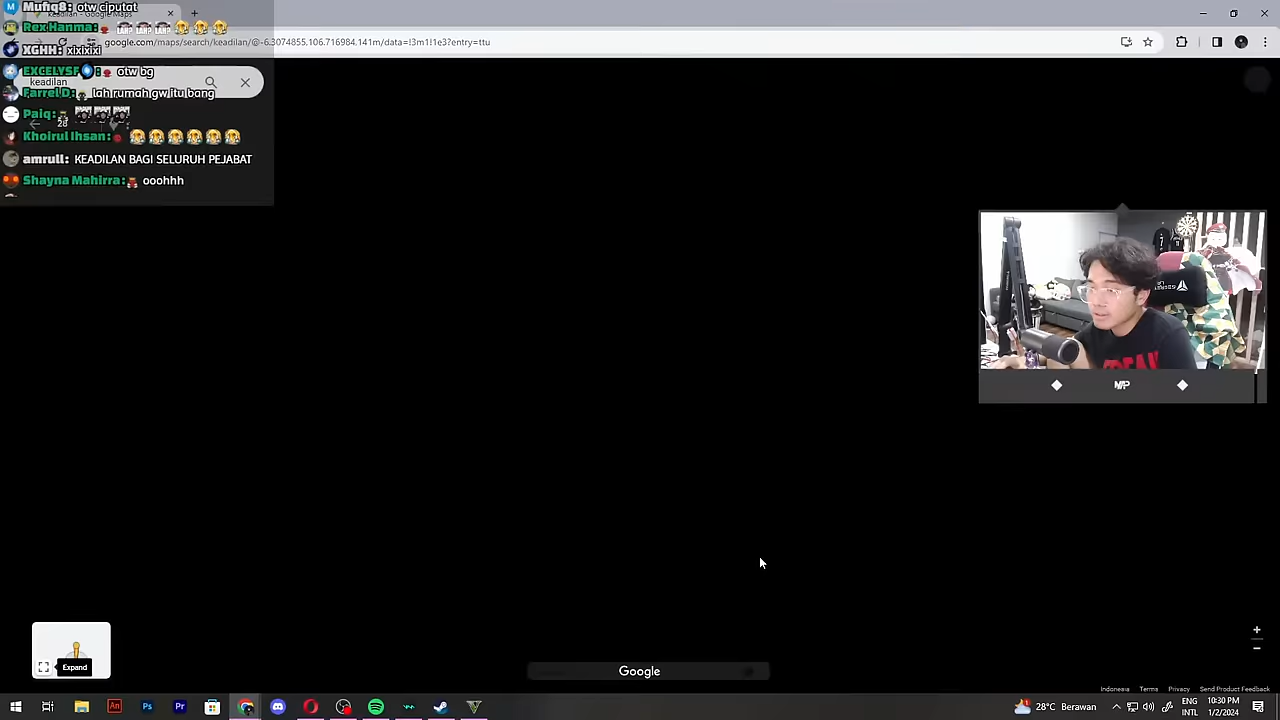 Mufiq8: otw ciputat
Google Maps
Rex Hanma:
google.com/maps/search/keadilan/@-6.3074855,106.716984,141m/data=!3m1!1e3?entry=ttu
XGHH: xixixixi
EXCELYSF : otw bg
keadilan
Farrel D: lah rumah gw itu bang
Paiq:
28
Khoirul Ihsan:
amrull: KEADILAN BAGI SELURUH PEJABAT
Shayna Mahirra: ooohhh
MP
Expand
Google
Indonesia Terms Privacy Send Product Feedback
28°C Berawan
ENG
INTL
10:30 PM
1/2/2024